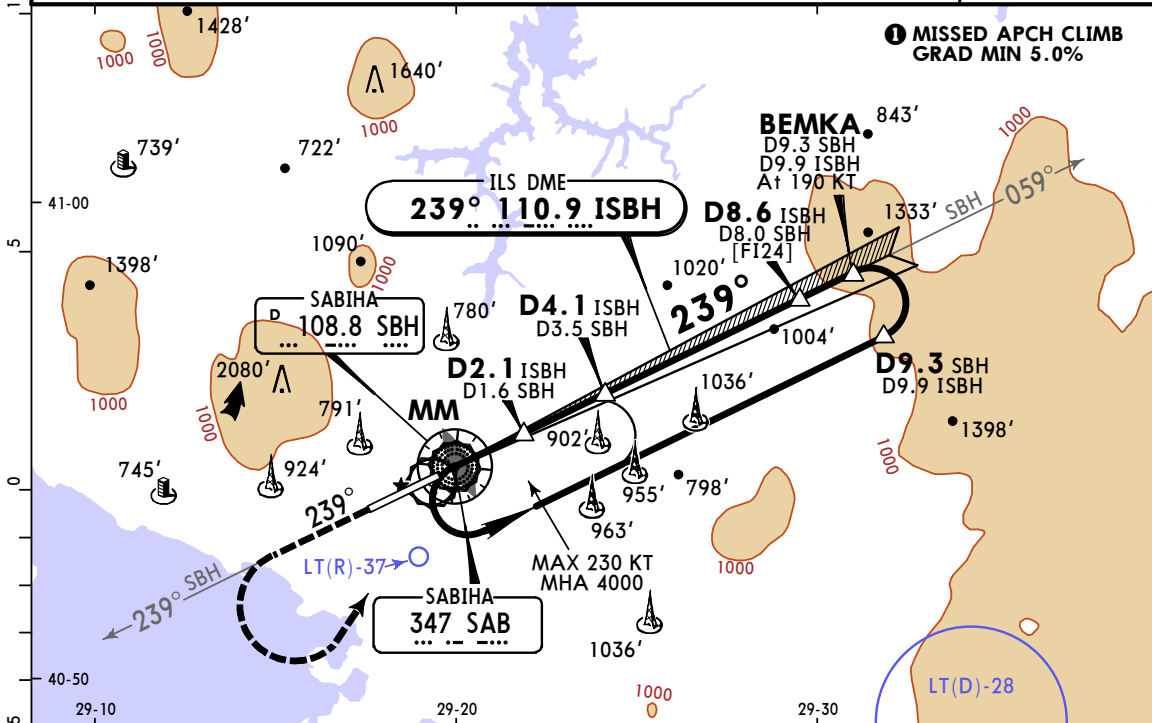 ❶ MISSED APCH CLIMB
GRAD MIN 5.0%
1428'
1000
1000
1640'
1000
739'
722'
BEMKA
D9.3 SBH
D9.9 ISBH
At 190 KT
843'
1000
ILS DME
239° 110.9 ISBH
D8.6 ISBH
D8.0 SBH
[FI24]
1333'
SBH
059°
41-00
5
1090'
1000
1398'
1000
1020'
239°
1004'
SABIHA
D
108.8 SBH
780'
D4.1 ISBH
D3.5 SBH
D2.1 ISBH
D1.6 SBH
2080'
1000
D9.3 SBH
D9.9 ISBH
1036'
791'
MM
902'
1398'
1000
745'
924'
955'
798'
0
239°
963'
MAX 230 KT
MHA 4000
1000
LT(R)-37
239° SBH
SABIHA
347 SAB
1036'
40-50
LT(D)-28
1000
29-10
29-20
29-30
5